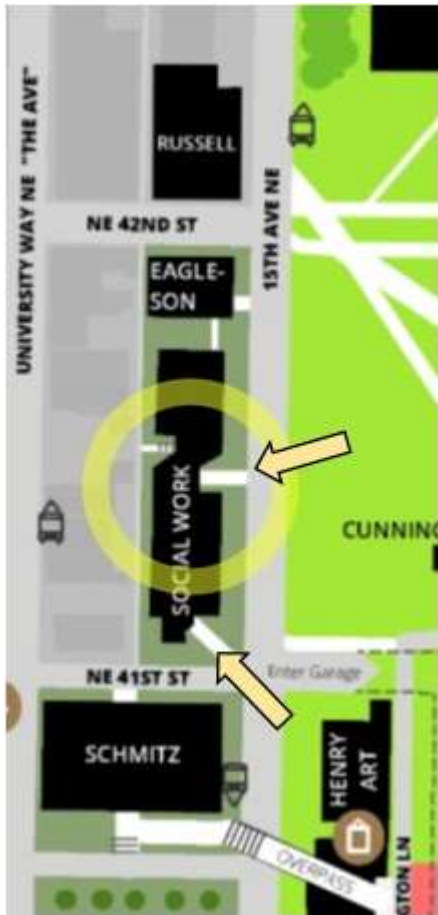 UNIVERSITY WAY NE "THE AVE"
RUSSELL
NE 42ND ST
15TH AVE NE
EAGLE-
SON
SOCIAL WORK
CUNNING
NE 41ST ST
Enter Garage
SCHMITZ
HENRY
ART
OVERPASS
GTON LN